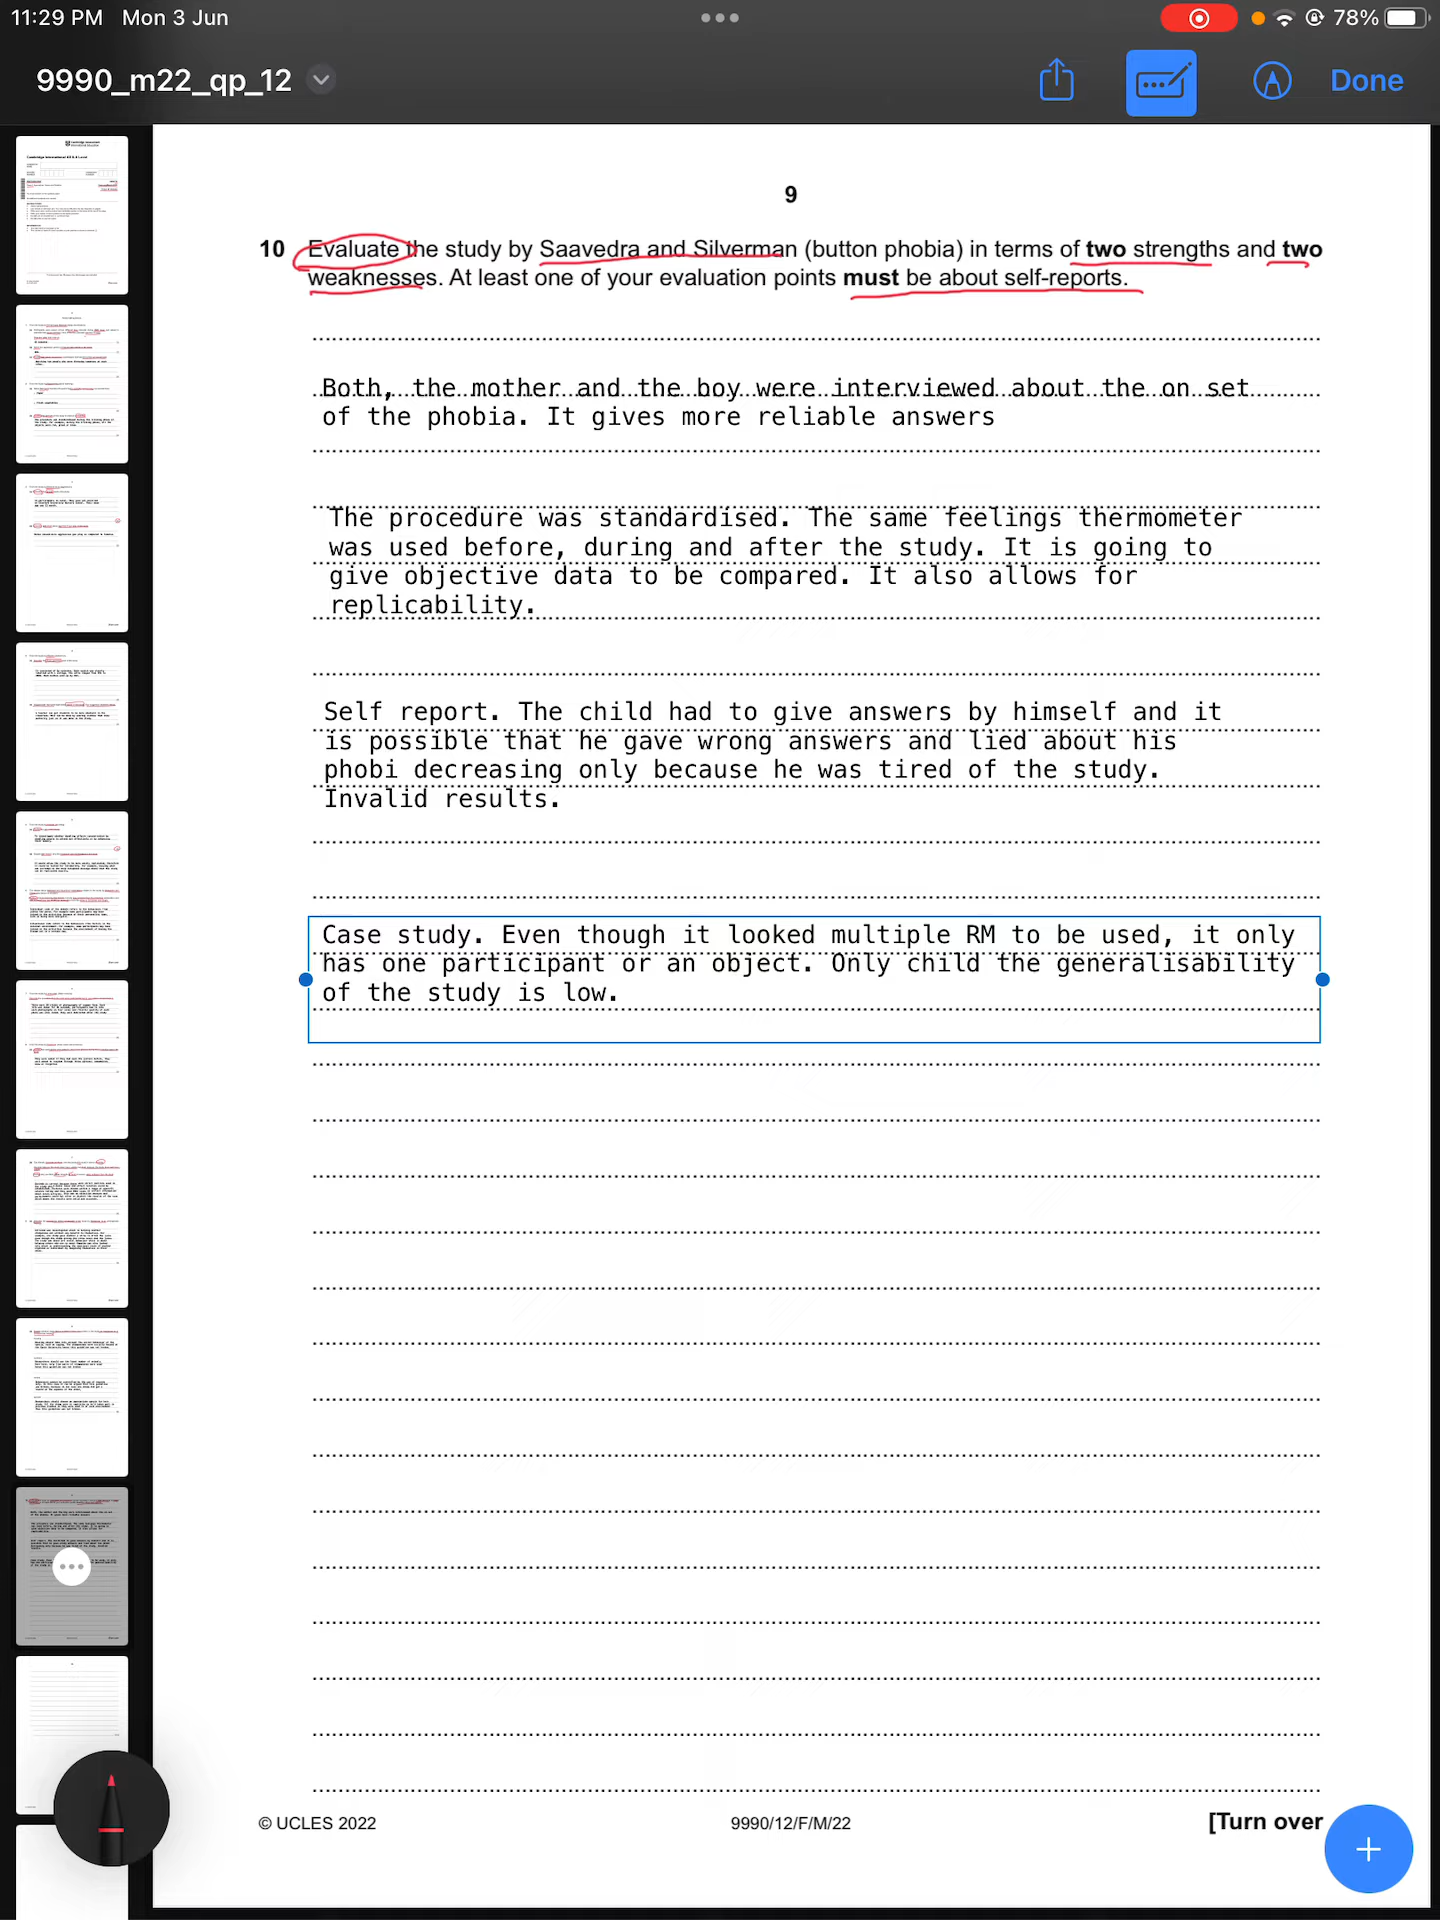 11:29 PM Mon 3 Jun
78%
9990_m22_qp_12
Done
9
10 Evaluate the study by Saavedra and Silverman (button phobia) in terms of two strengths and two
weaknesses. At least one of your evaluation points must be about self-reports.
Both, the mother and the boy were interviewed about the on set
of the phobia. It gives more reliable answers
The procedure was standardised. The same feelings thermometer
was used before, during and after the study. It is going to
give objective data to be compared. It also allows for
replicability.
Self report. The child had to give answers by himself and it
is possible that he gave wrong answers and lied about his
phobi decreasing only because he was tired of the study.
Invalid results.
Case study. Even though it looked multiple RM to be used, it only
has one participant or an object. Only child the generalisability
of the study is low.
© UCLES 2022
9990/12/F/M/22
[Turn over